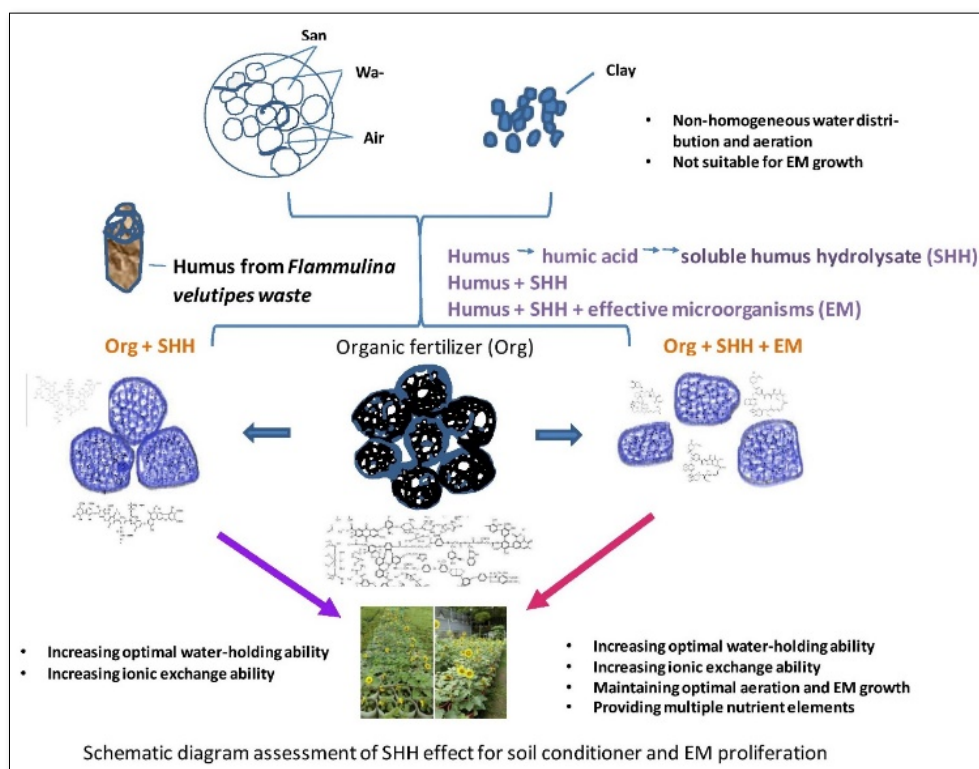 San
Wa-
Air
Clay
• Non-homogeneous water distri-
bution and aeration
• Not suitable for EM growth
Humus from Flammulina
velutipes waste
Humus → humic acid →→ soluble humus hydrolysate (SHH)
Humus + SHH
Humus + SHH + effective microorganisms (EM)
Org + SHH
Organic fertilizer (Org)
Org + SHH + EM
• Increasing optimal water-holding ability
• Increasing ionic exchange ability
• Increasing optimal water-holding ability
• Increasing ionic exchange ability
• Maintaining optimal aeration and EM growth
• Providing multiple nutrient elements
Schematic diagram assessment of SHH effect for soil conditioner and EM proliferation